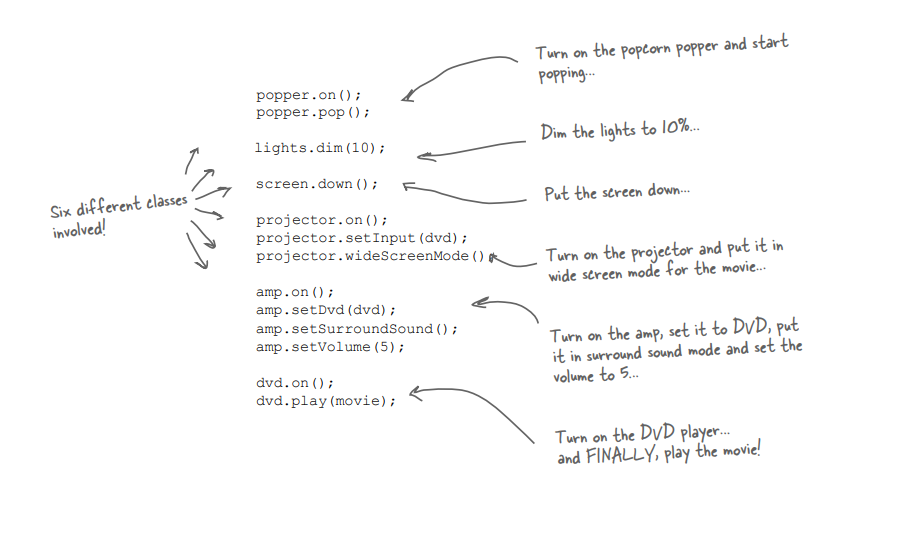 Turn on the popcorn popper and start
popping...
popper.on();
popper.pop();
Dim the lights to 10%...
lights.dim(10);
screen.down();
Put the screen down...
Six different classes
involved!
projector.on();
projector.setInput(dvd);
projector.wideScreenMode();
Turn on the projector and put it in
wide screen mode for the movie...
amp.on();
amp.setDvd(dvd);
amp.setSurroundSound();
amp.setVolume(5);
Turn on the amp, set it to DVD, put
it in surround sound mode and set the
volume to 5...
dvd.on();
dvd.play(movie);
Turn on the DVD player...
and FINALLY, play the movie!